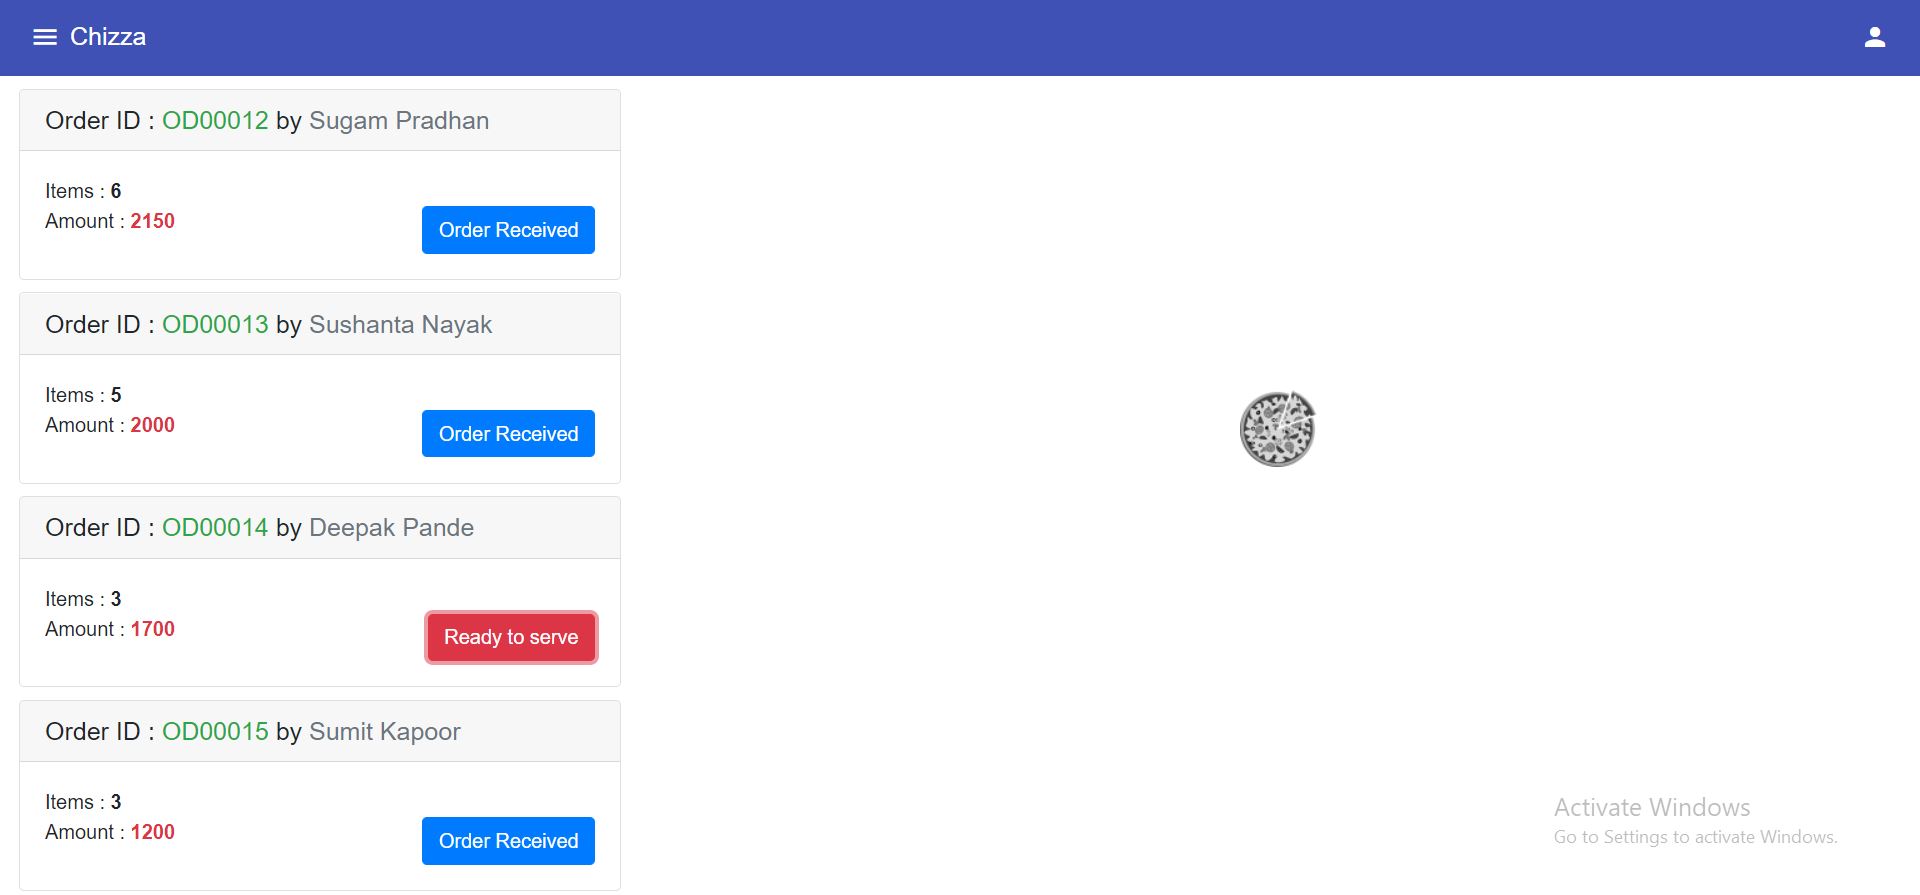 Chizza
Order ID : OD00012 by Sugam Pradhan
Items : 6
Amount : 2150
Order Received
Order ID : OD00013 by Sushanta Nayak
Items : 5
Amount : 2000
Order Received
Order ID : OD00014 by Deepak Pande
Items : 3
Amount : 1700
Ready to serve
Order ID : OD00015 by Sumit Kapoor
Items : 3
Amount : 1200
Order Received
Activate Windows
Go to Settings to activate Windows.